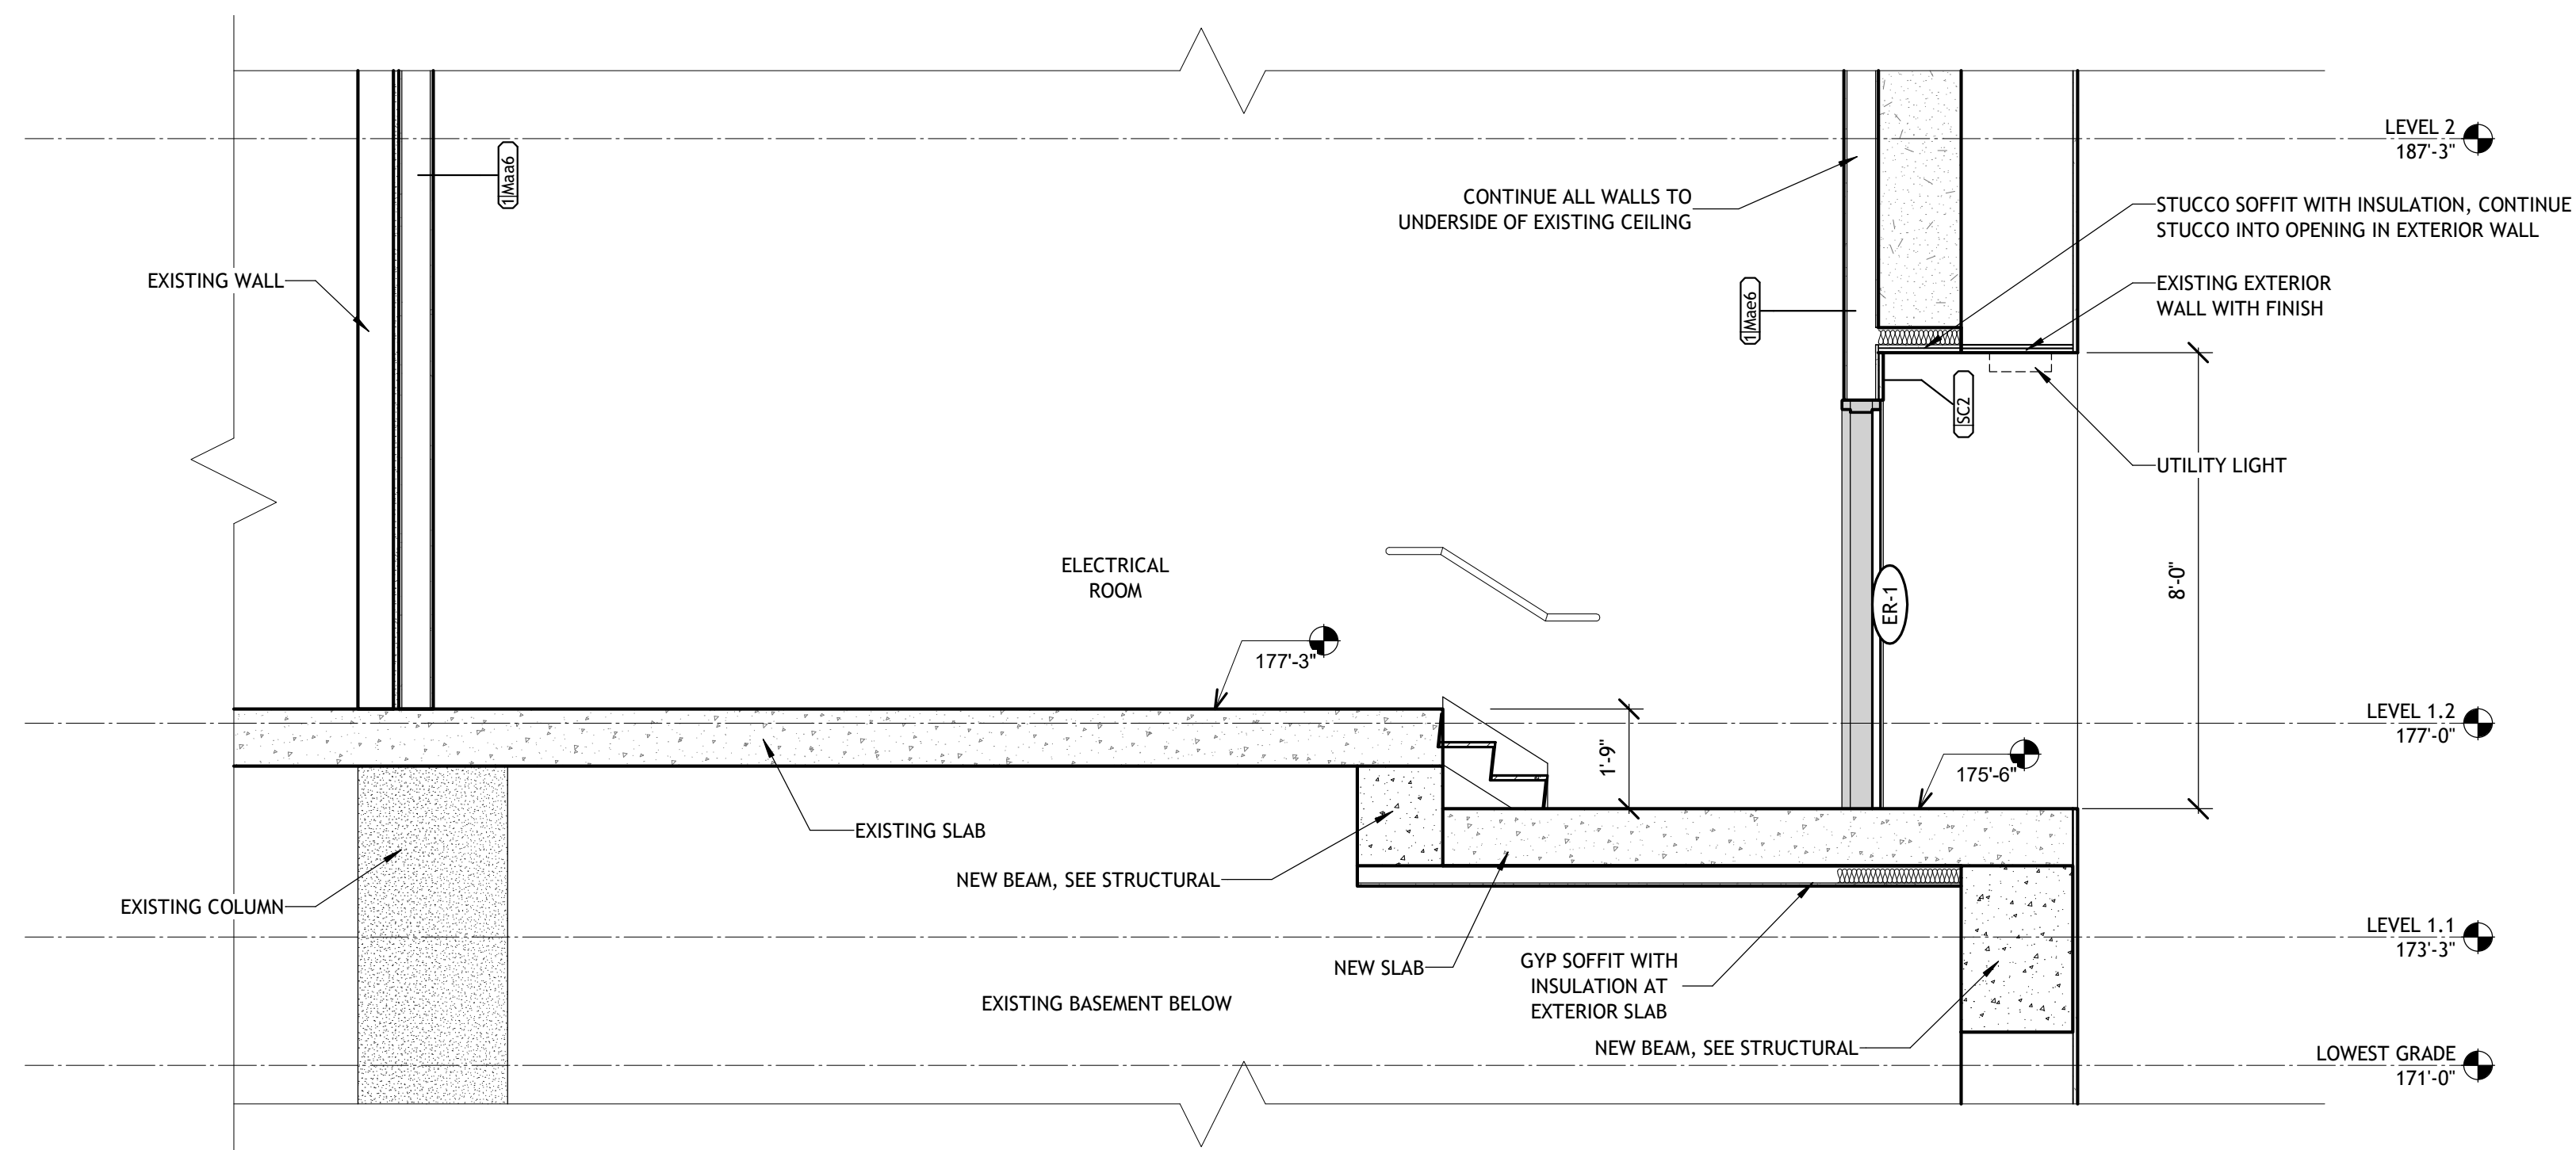 LEVEL 2
187'-3"
1|Maa6
CONTINUE ALL WALLS TO
UNDERSIDE OF EXISTING CEILING
STUCCO SOFFIT WITH INSULATION, CONTINUE
STUCCO INTO OPENING IN EXTERIOR WALL
EXISTING WALL
EXISTING EXTERIOR
WALL WITH FINISH
1|Mae6
SC2
UTILITY LIGHT
ELECTRICAL
ROOM
8'-0"
ER-1
177'-3"
LEVEL 1.2
177'-0"
1'-9"
175'-6"
EXISTING SLAB
NEW BEAM, SEE STRUCTURAL
EXISTING COLUMN
LEVEL 1.1
173'-3"
NEW SLAB
GYP SOFFIT WITH
INSULATION AT
EXTERIOR SLAB
EXISTING BASEMENT BELOW
NEW BEAM, SEE STRUCTURAL
LOWEST GRADE
171'-0"